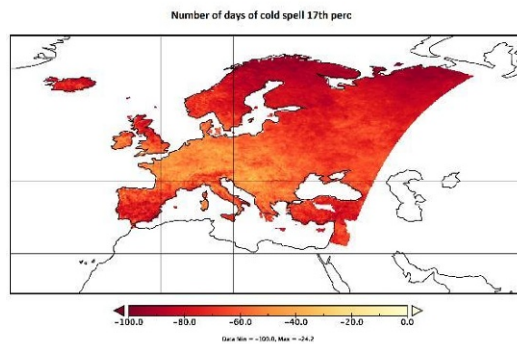 Number of days of cold spell 17th perc
-100.0 -80.0 -60.0 -40.0 -20.0 0.0
Data Min = -100.0, Max = -24.2